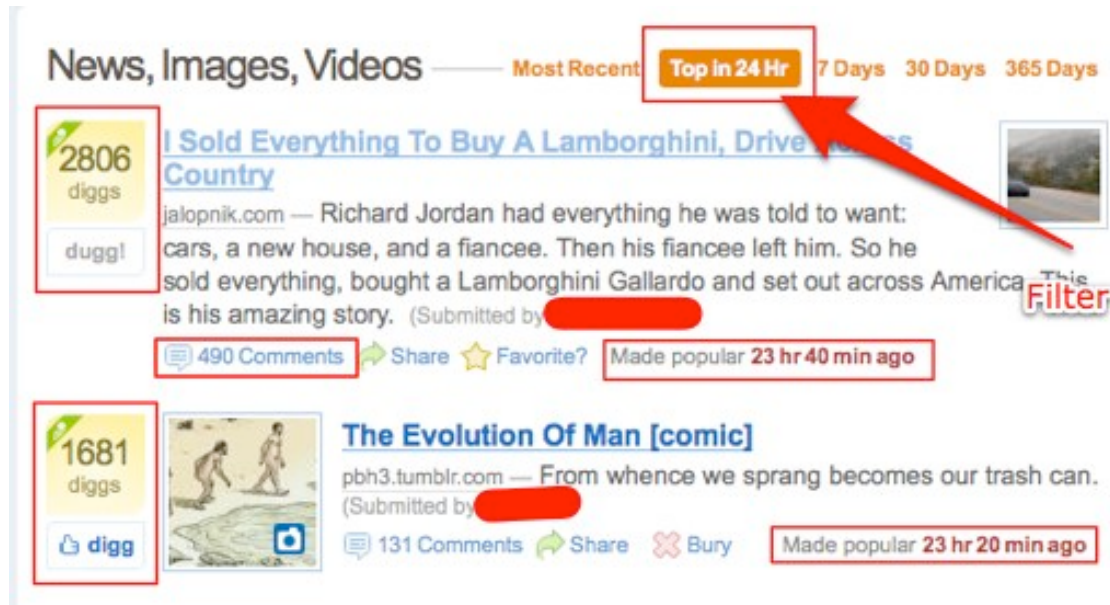 News, Images, Videos
Most Recent Top in 24 Hr 7 Days 30 Days 365 Days
2806
diggs
dugg!
I Sold Everything To Buy A Lamborghini, Drive Across
Country
jalopnik.com — Richard Jordan had everything he was told to want:
cars, a new house, and a fiancee. Then his fiancee left him. So he
sold everything, bought a Lamborghini Gallardo and set out across America. This
is his amazing story. (Submitted by
Filter
490 Comments Share Favorite? Made popular 23 hr 40 min ago
1681
diggs
digg
The Evolution Of Man [comic]
pbh3.tumblr.com — From whence we sprang becomes our trash can.
(Submitted by
131 Comments Share Bury Made popular 23 hr 20 min ago